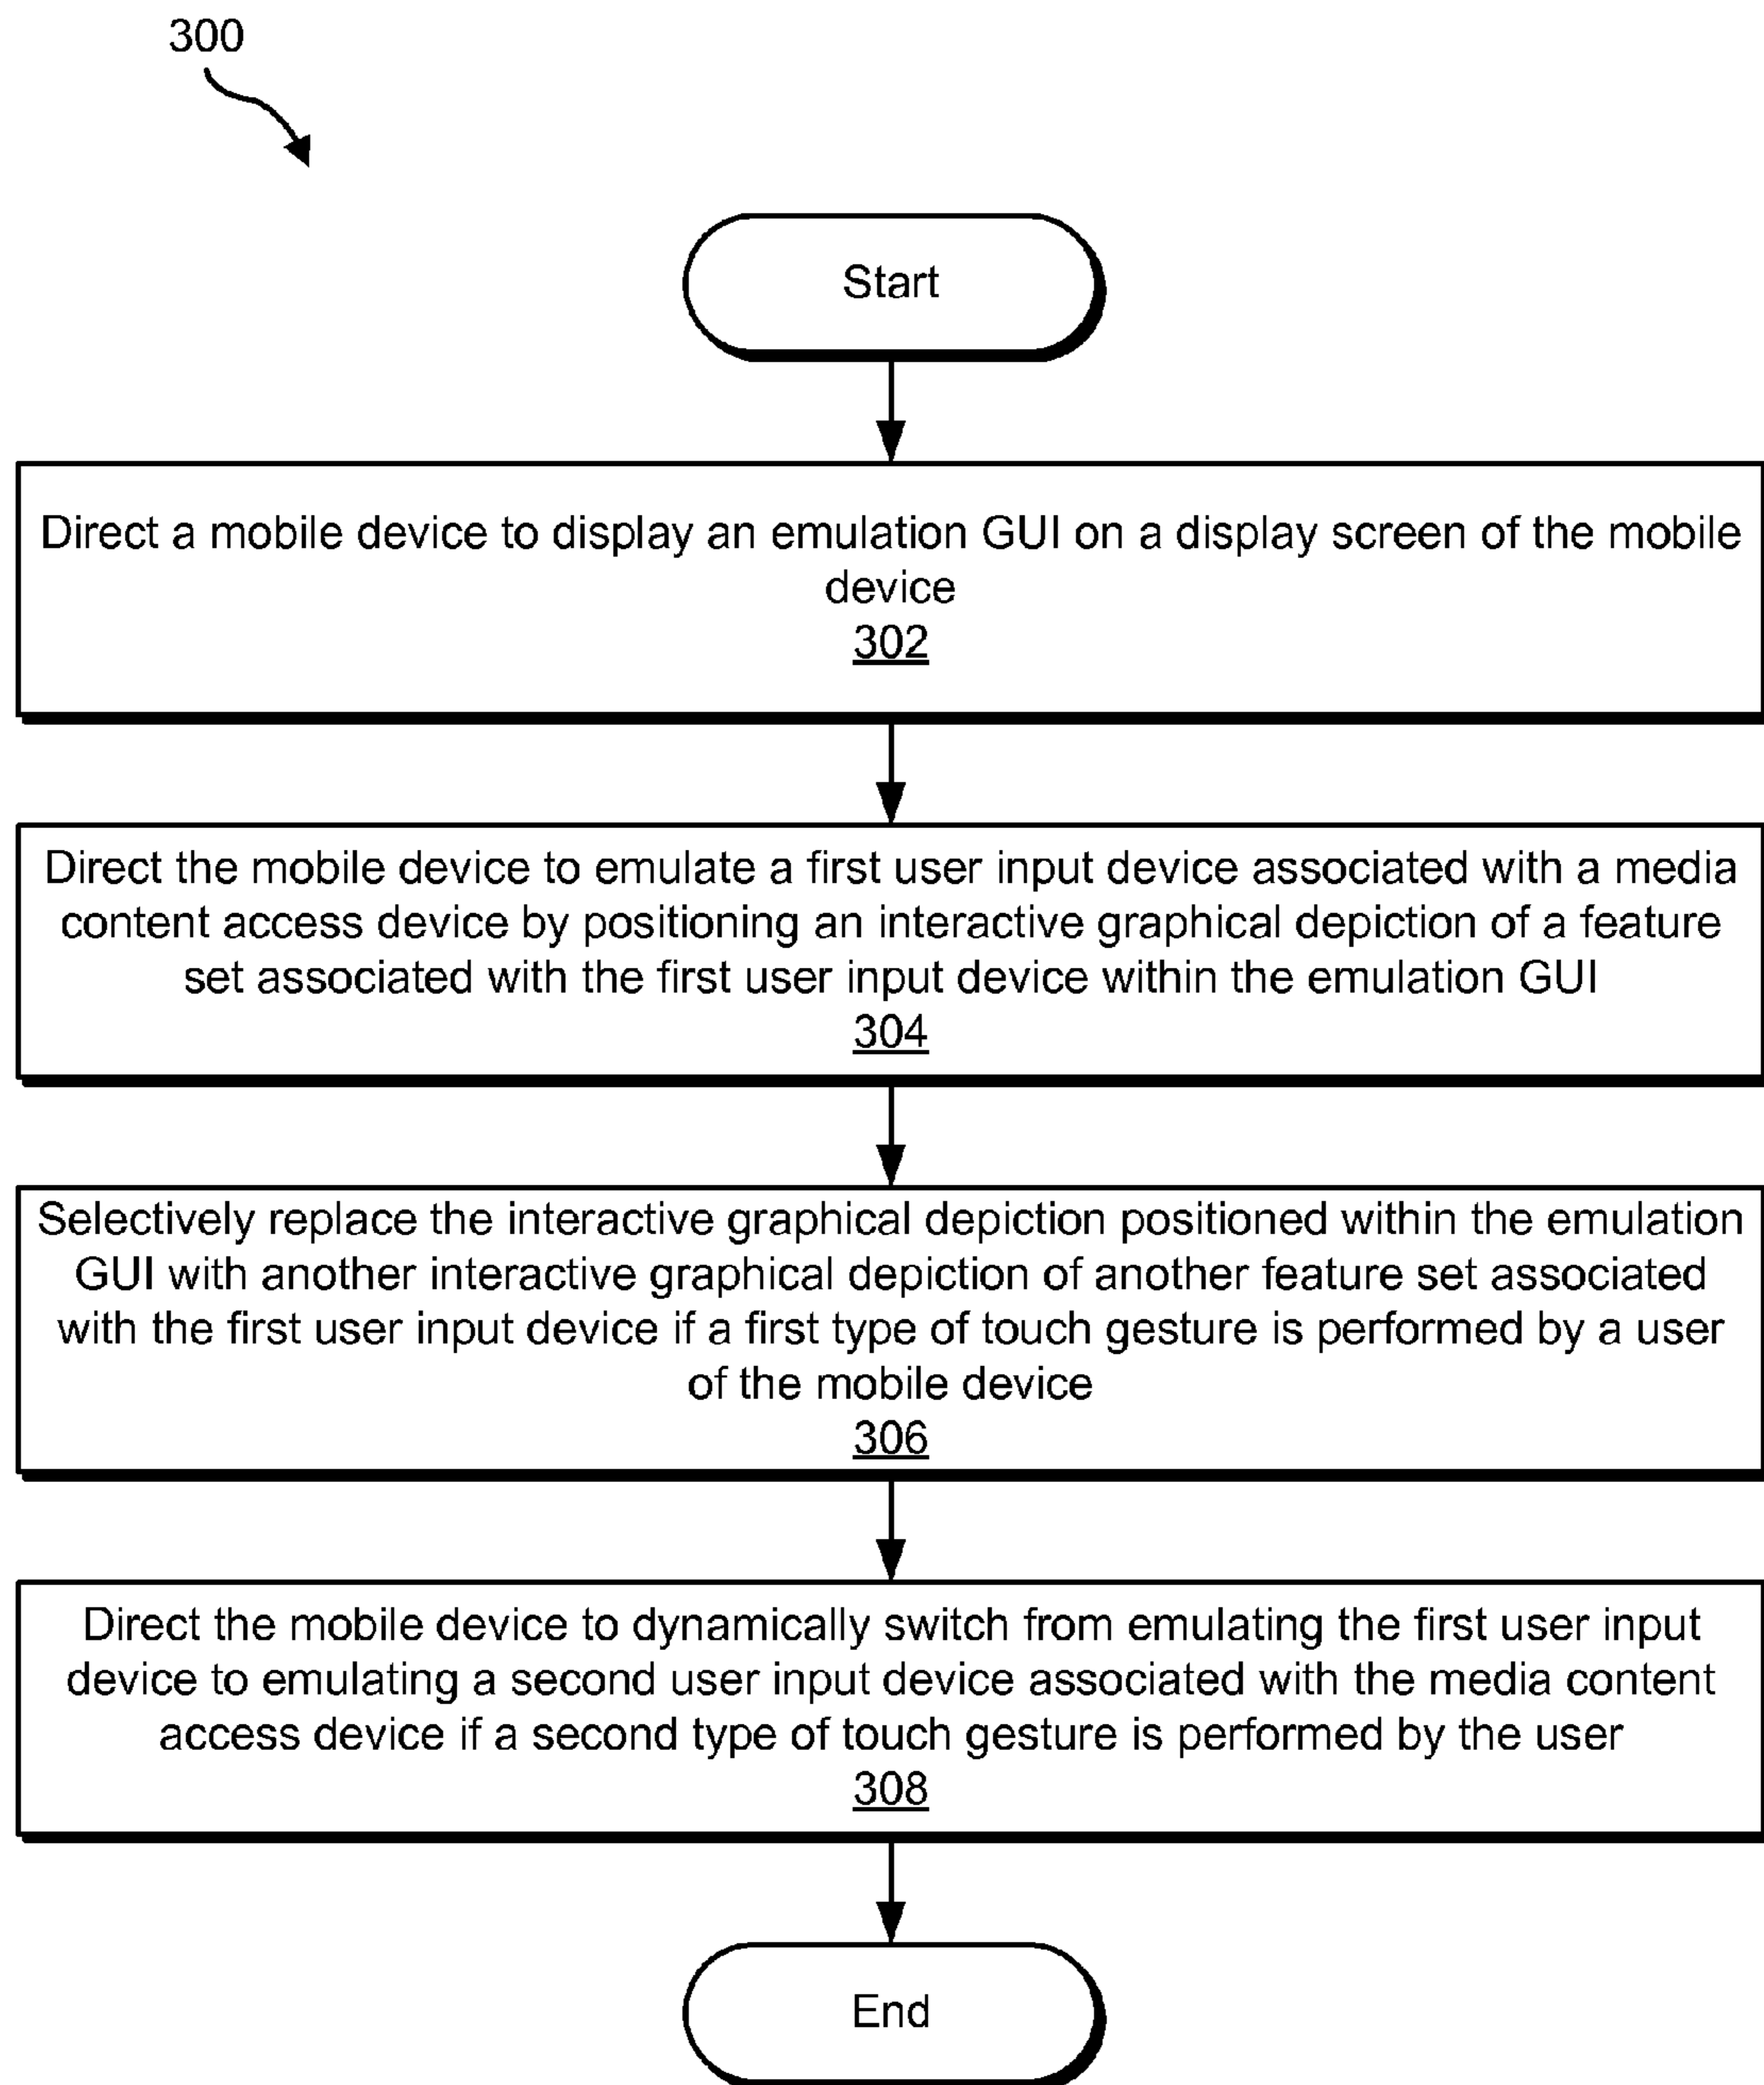 300
Start
Direct a mobile device to display an emulation GUI on a display screen of the mobile
device
302
Direct the mobile device to emulate a first user input device associated with a media
content access device by positioning an interactive graphical depiction of a feature
set associated with the first user input device within the emulation GUI
304
Selectively replace the interactive graphical depiction positioned within the emulation
GUI with another interactive graphical depiction of another feature set associated
with the first user input device if a first type of touch gesture is performed by a user
of the mobile device
306
Direct the mobile device to dynamically switch from emulating the first user input
device to emulating a second user input device associated with the media content
access device if a second type of touch gesture is performed by the user
308
End